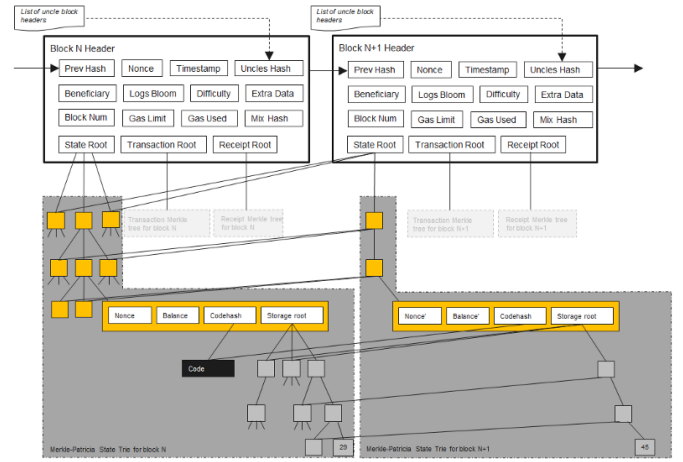 List of uncle block
headers
List of uncle block
headers
Block N Header
Prev Hash
Nonce
Timestamp
Uncles Hash
Beneficiary
Logs Bloom
Difficulty
Extra Data
Block Num
Gas Limit
Gas Used
Mix Hash
State Root
Transaction Root
Receipt Root
Block N+1 Header
Prev Hash
Nonce
Timestamp
Uncles Hash
Beneficiary
Logs Bloom
Difficulty
Extra Data
Block Num
Gas Limit
Gas Used
Mix Hash
State Root
Transaction Root
Receipt Root
Transaction Merkle
tree for block N
Receipt Merkle tree
for block N
Transaction Merkle
tree for block N+1
Receipt Merkle tree
for block N+1
Nonce
Balance
Codehash
Storage root
Nonce'
Balance'
Codehash
Storage root
Code
29
45
Merkle-Patricia State Trie for block N
Merkle-Patricia State Trie for block N+1